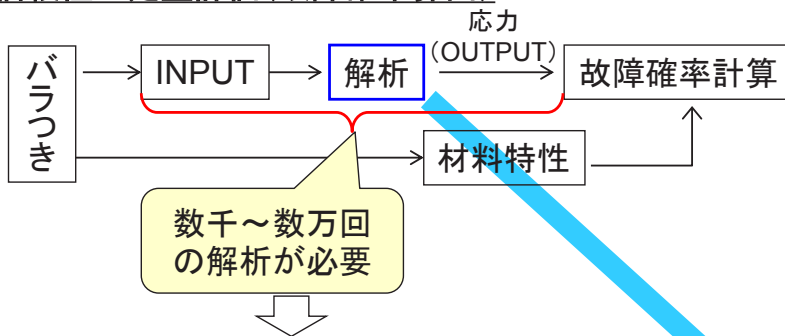 応力
(OUTPUT)
バラつき
INPUT
解析
故障確率計算
材料特性
数千～数万回
の解析が必要